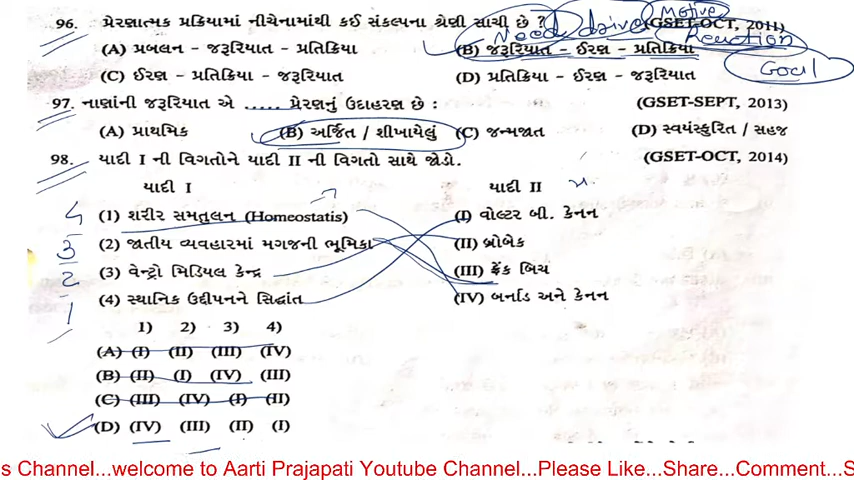 96. પ્રેરણાત્મક પ્રક્રિયામાં નીચેનામાંથી કઈ સંકલ્પના શ્રેણી સાચી છે ? (GSET-OCT, 2011)
Need drive Motive Reaction Goal
(A) પ્રબલન – જરૂરિયાત – પ્રતિક્રિયા (B) જરૂરિયાત – ઈરણ – પ્રતિક્રિયા
(C) ઈરણ – પ્રતિક્રિયા – જરૂરિયાત (D) પ્રતિક્રિયા – ઈરણ – જરૂરિયાત
97. નાણાંની જરૂરિયાત એ ..... પ્રેરણનું ઉદાહરણ છે : (GSET-SEPT, 2013)
(A) પ્રાથમિક (B) અર્જિત / શીખાયેલું (C) જન્મજાત (D) સ્વયંસ્ફુરિત / સહજ
98. યાદી I ની વિગતોને યાદી II ની વિગતો સાથે જોડો. (GSET-OCT, 2014)
યાદી I યાદી II
4 (1) શરીર સમતુલન (Homeostatis) (I) વોલ્ટર બી. કેનન
3 (2) જાતીય વ્યવહારમાં મગજની ભૂમિકા (II) બ્રોબેક
2 (3) વેન્ટ્રો મિડિયલ કેન્દ્ર (III) ફ્રેંક બિચ
1 (4) સ્થાનિક ઉદ્દીપનને સિદ્ધાંત (IV) બર્નાડ અને કેનન
1) 2) 3) 4)
(A) (I) (II) (III) (IV)
(B) (II) (I) (IV) (III)
(C) (III) (IV) (I) (II)
(D) (IV) (III) (II) (I)
s Channel...welcome to Aarti Prajapati Youtube Channel...Please Like...Share...Comment...S